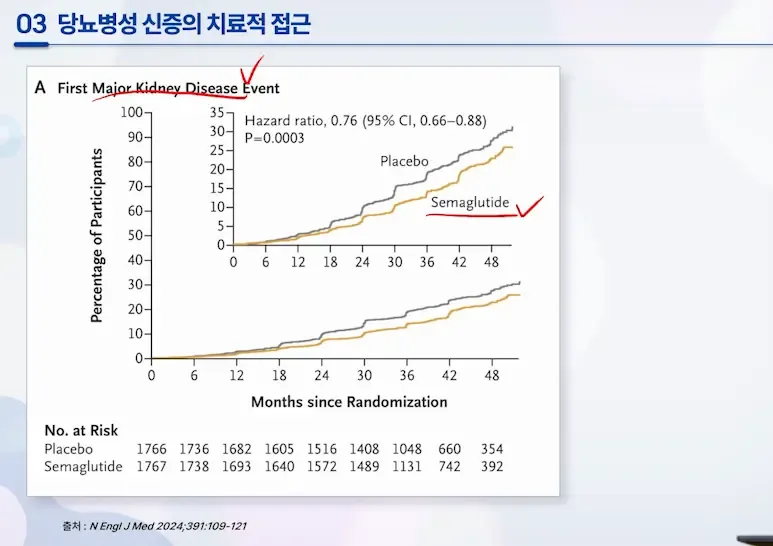 03 당뇨병성 신증의 치료적 접근
A First Major Kidney Disease Event
Percentage of Participants
100
90
80
70
60
50
40
30
20
10
0
35
30
25
20
15
10
5
0
Hazard ratio, 0.76 (95% CI, 0.66–0.88)
P=0.0003
Placebo
Semaglutide
0 6 12 18 24 30 36 42 48
0 6 12 18 24 30 36 42 48
Months since Randomization
No. at Risk
Placebo 1766 1736 1682 1605 1516 1408 1048 660 354
Semaglutide 1767 1738 1693 1640 1572 1489 1131 742 392
출처 : N Engl J Med 2024;391:109-121